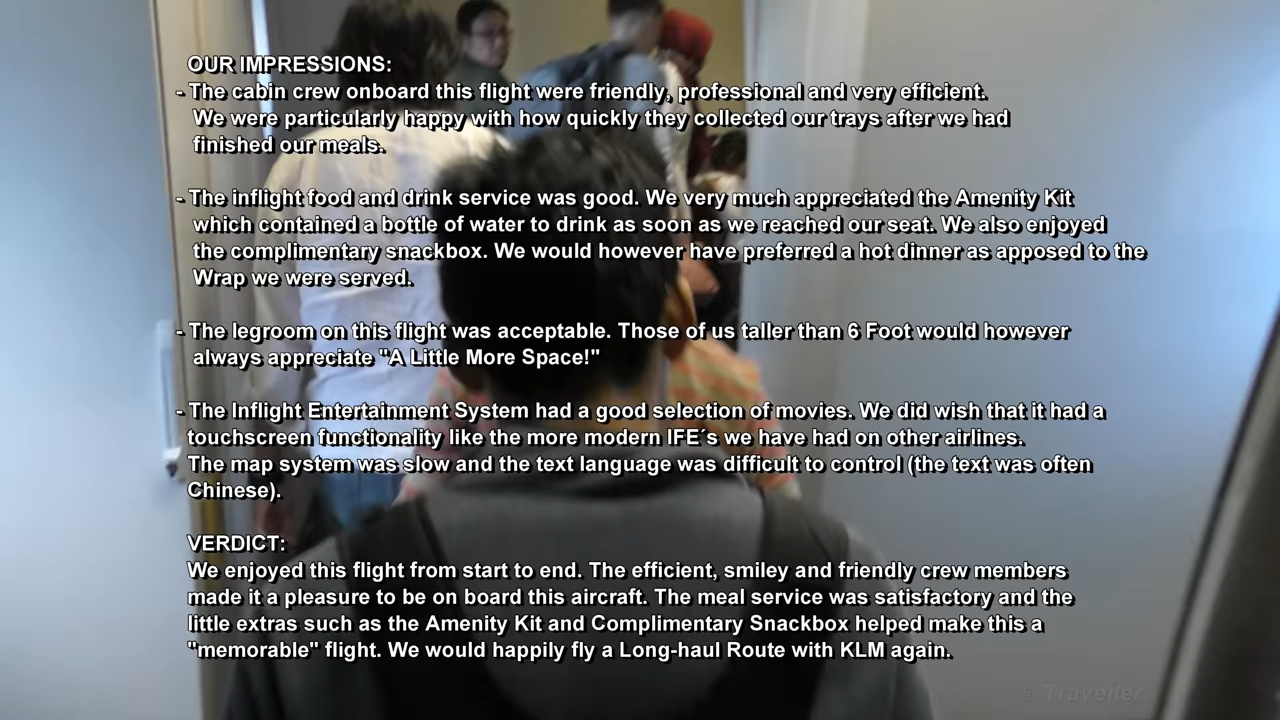 OUR IMPRESSIONS:
- The cabin crew onboard this flight were friendly, professional and very efficient.
We were particularly happy with how quickly they collected our trays after we had
finished our meals.
- The inflight food and drink service was good. We very much appreciated the Amenity Kit
which contained a bottle of water to drink as soon as we reached our seat. We also enjoyed
the complimentary snackbox. We would however have preferred a hot dinner as apposed to the
Wrap we were served.
- The legroom on this flight was acceptable. Those of us taller than 6 Foot would however
always appreciate "A Little More Space!"
- The Inflight Entertainment System had a good selection of movies. We did wish that it had a
touchscreen functionality like the more modern IFE´s we have had on other airlines.
The map system was slow and the text language was difficult to control (the text was often
Chinese).
VERDICT:
We enjoyed this flight from start to end. The efficient, smiley and friendly crew members
made it a pleasure to be on board this aircraft. The meal service was satisfactory and the
little extras such as the Amenity Kit and Complimentary Snackbox helped make this a
"memorable" flight. We would happily fly a Long-haul Route with KLM again.
Traveller